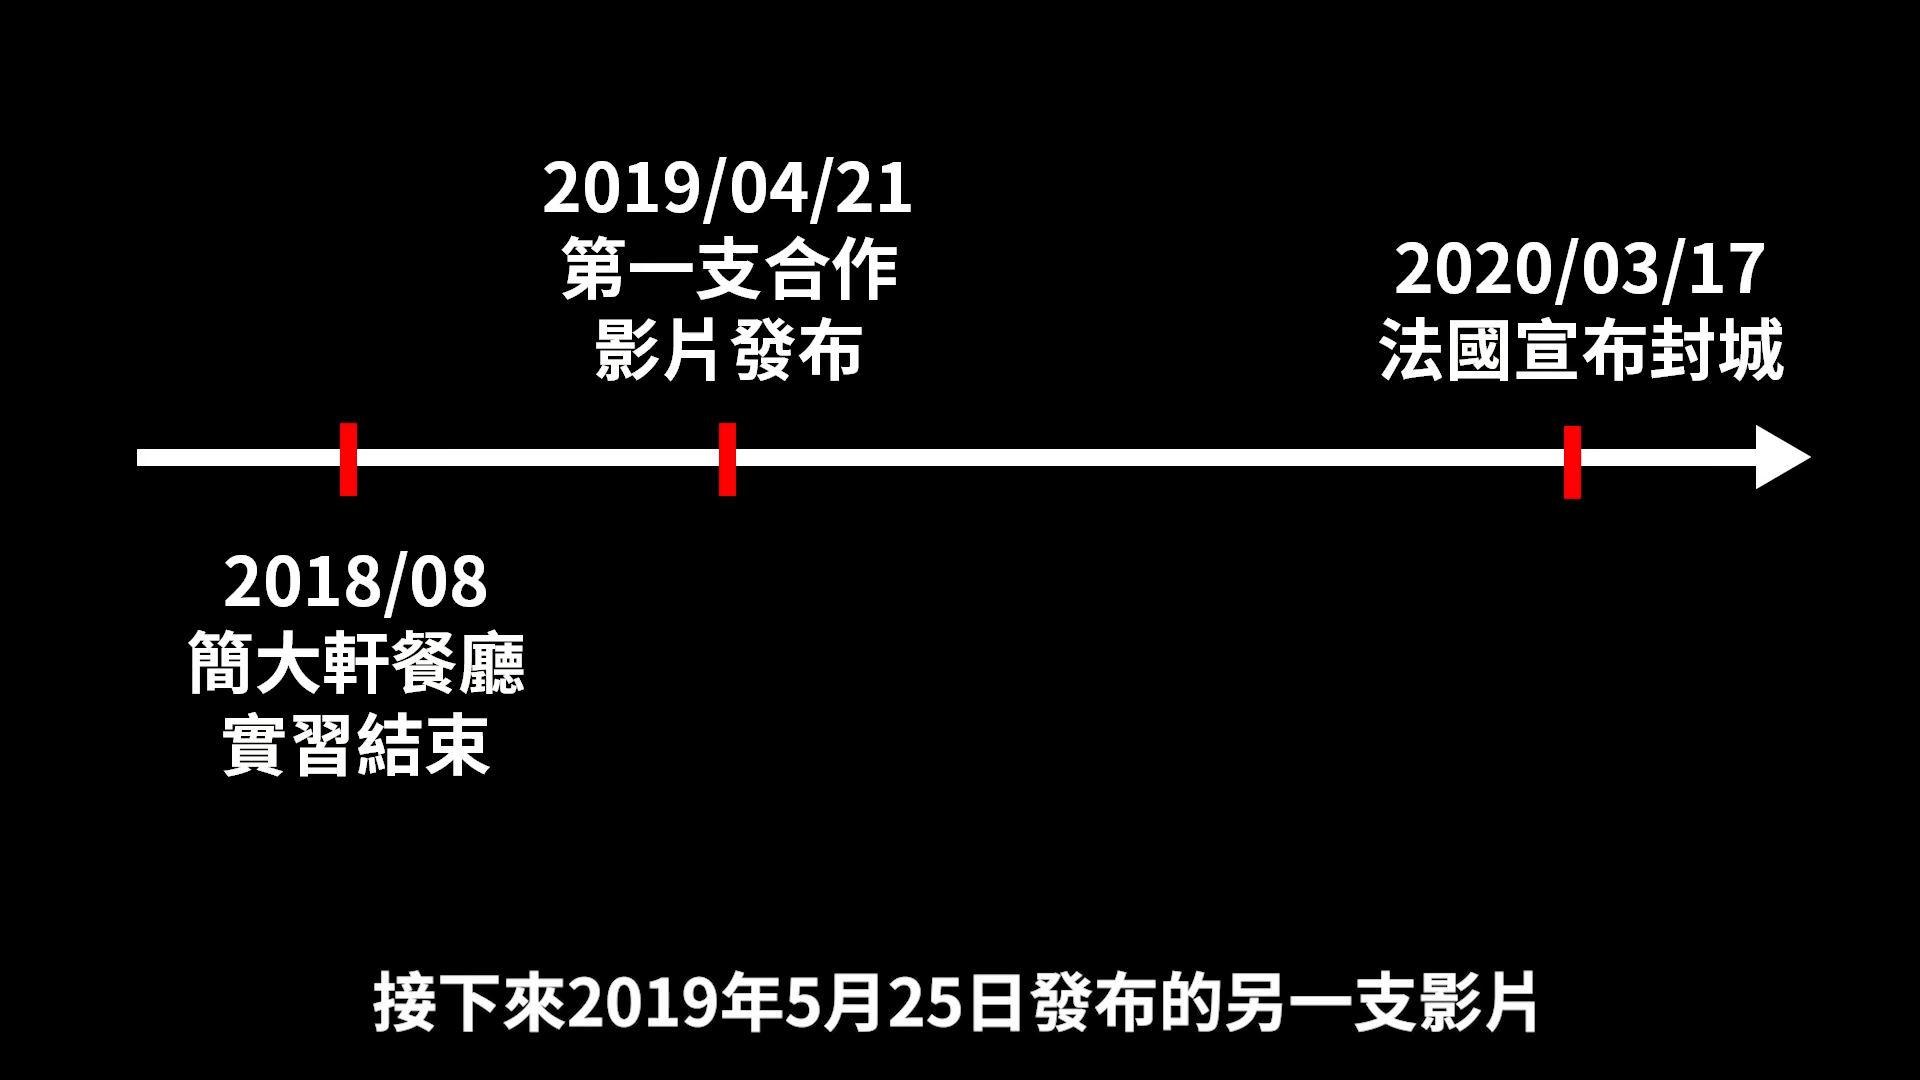 2019/04/21
第一支合作
影片發布
2020/03/17
法國宣布封城
2018/08
簡大軒餐廳
實習結束
接下來2019年5月25日發布的另一支影片